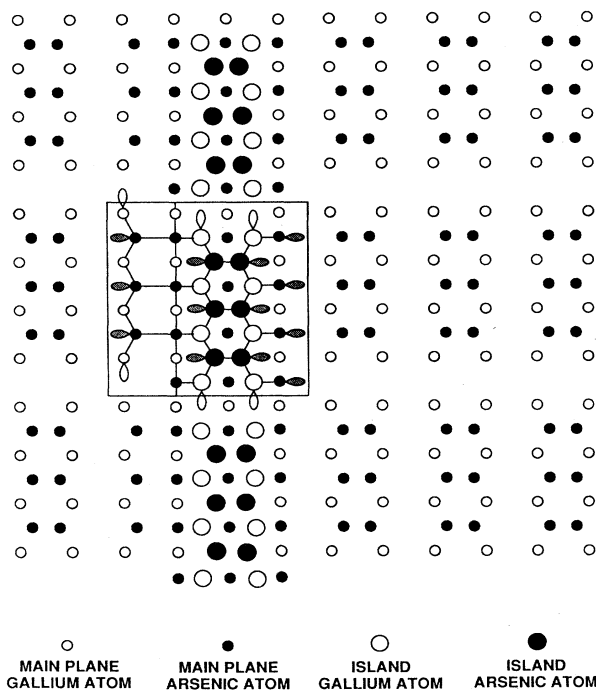 MAIN PLANE
GALLIUM ATOM
MAIN PLANE
ARSENIC ATOM
ISLAND
GALLIUM ATOM
ISLAND
ARSENIC ATOM